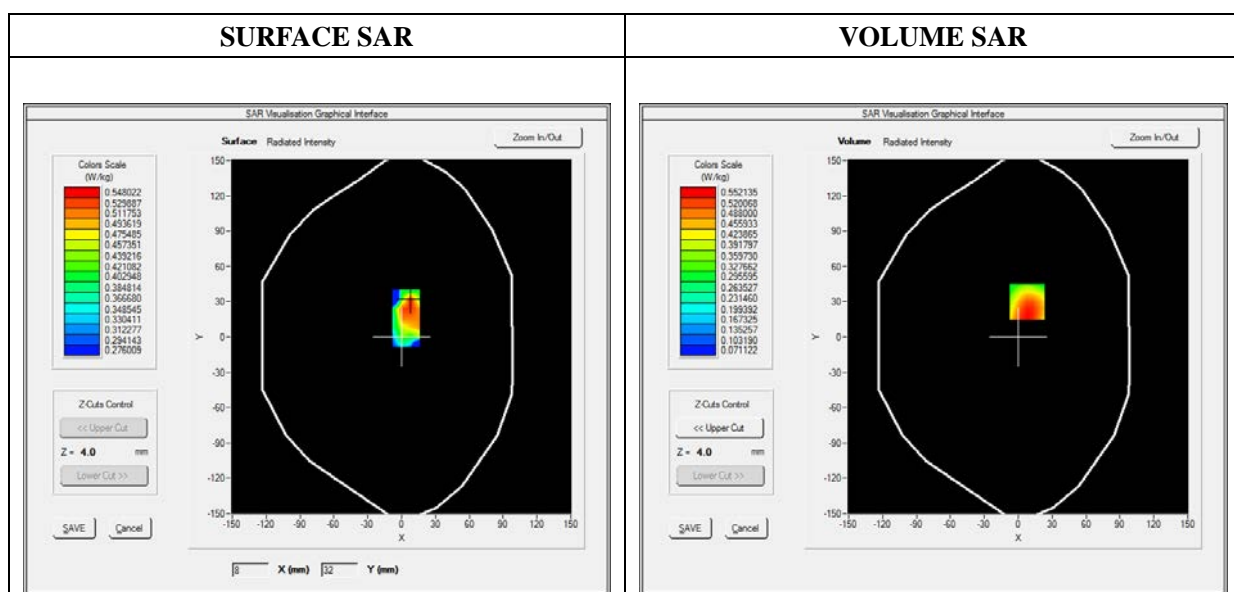 SURFACE SAR
VOLUME SAR
SAR Visualisation Graphical Interface
Surface Radiated Intensity
Zoom In/Out
Colors Scale
(W/kg)
0.548022
0.529887
0.511753
0.493619
0.475485
0.457351
0.439216
0.421082
0.402948
0.384814
0.366680
0.348545
0.330411
0.312277
0.294143
0.276009
Z-Cuts Control
<< Upper Cut
Z = 4.0 mm
Lower Cut >>
SAVE Cancel
150
120
90
60
30
0
-30
-60
-90
-120
-150
Y
-150 -120 -90 -60 -30 0 30 60 90 120 150
X
8 X (mm) 32 Y (mm)
SAR Visualisation Graphical Interface
Volume Radiated Intensity
Zoom In/Out
Colors Scale
(W/kg)
0.552135
0.520068
0.488000
0.455933
0.423865
0.391797
0.359730
0.327662
0.295595
0.263527
0.231460
0.199392
0.167325
0.135257
0.103190
0.071122
Z-Cuts Control
<< Upper Cut
Z = 4.0 mm
Lower Cut >>
SAVE Cancel
150
120
90
60
30
0
-30
-60
-90
-120
-150
Y
-150 -120 -90 -60 -30 0 30 60 90 120 150
X